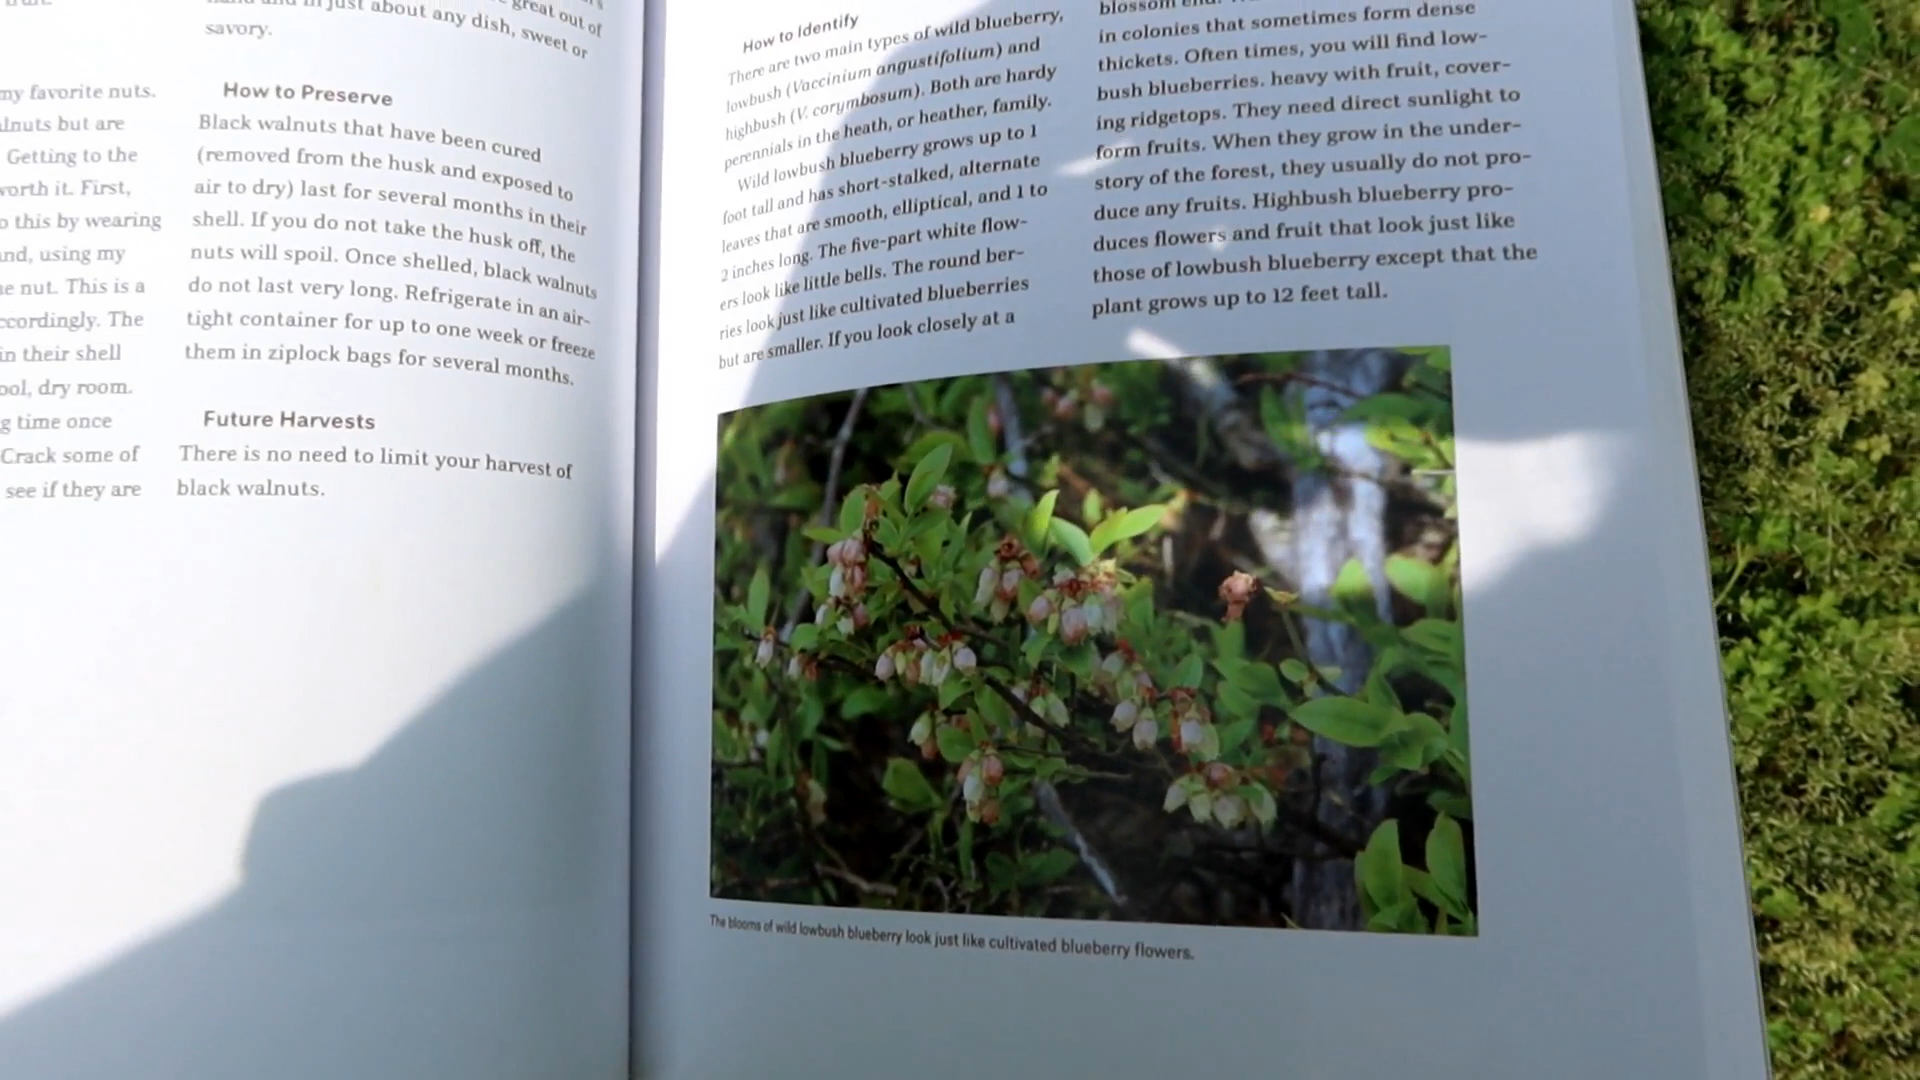 great out of
just about any dish, sweet or
savory.
my favorite nuts.
but are
Getting to the
worth it. First,
this by wearing
using my
nut. This is a
accordingly. The
in their shell
dry room.
time once
Crack some of
see if they are
How to Preserve
Black walnuts that have been cured
(removed from the husk and exposed to
air to dry) last for several months in their
shell. If you do not take the husk off, the
nuts will spoil. Once shelled, black walnuts
do not last very long. Refrigerate in an air-
tight container for up to one week or freeze
them in ziplock bags for several months.
Future Harvests
There is no need to limit your harvest of
black walnuts.
How to Identify
There are two main types of wild blueberry,
lowbush (Vaccinium angustifolium) and
highbush (V. corymbosum). Both are hardy
perennials in the heath, or heather, family.
Wild lowbush blueberry grows up to 1
foot tall and has short-stalked, alternate
leaves that are smooth, elliptical, and 1 to
2 inches long. The five-part white flow-
ers look like little bells. The round ber-
ries look just like cultivated blueberries
but are smaller. If you look closely at a
blossom end.
in colonies that sometimes form dense
thickets. Often times, you will find low-
bush blueberries. heavy with fruit, cover-
ing ridgetops. They need direct sunlight to
form fruits. When they grow in the under-
story of the forest, they usually do not pro-
duce any fruits. Highbush blueberry pro-
duces flowers and fruit that look just like
those of lowbush blueberry except that the
plant grows up to 12 feet tall.
The blooms of wild lowbush blueberry look just like cultivated blueberry flowers.